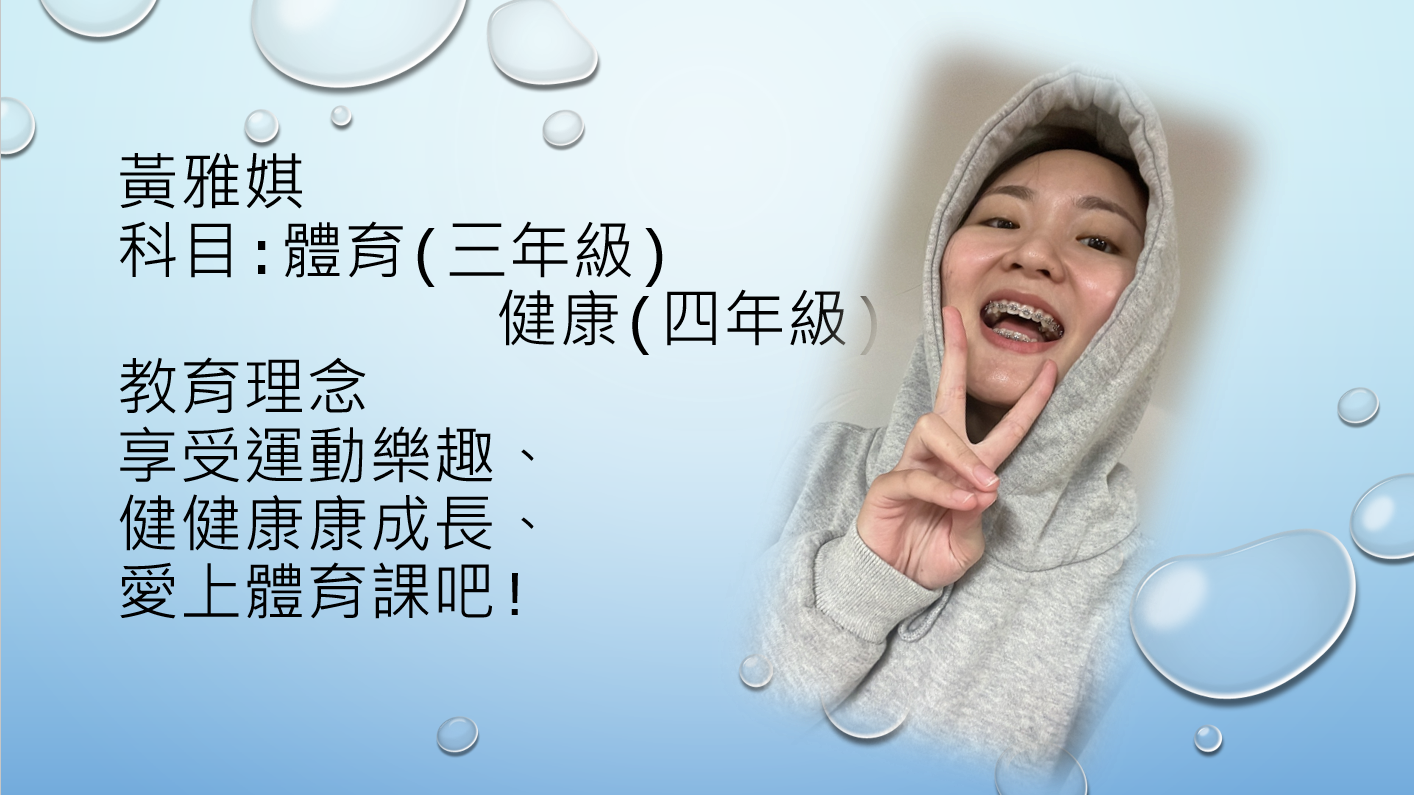 黃雅娸
科目:體育(三年級)
健康(四年級)
教育理念
享受運動樂趣、
健健康康成長、
愛上體育課吧!